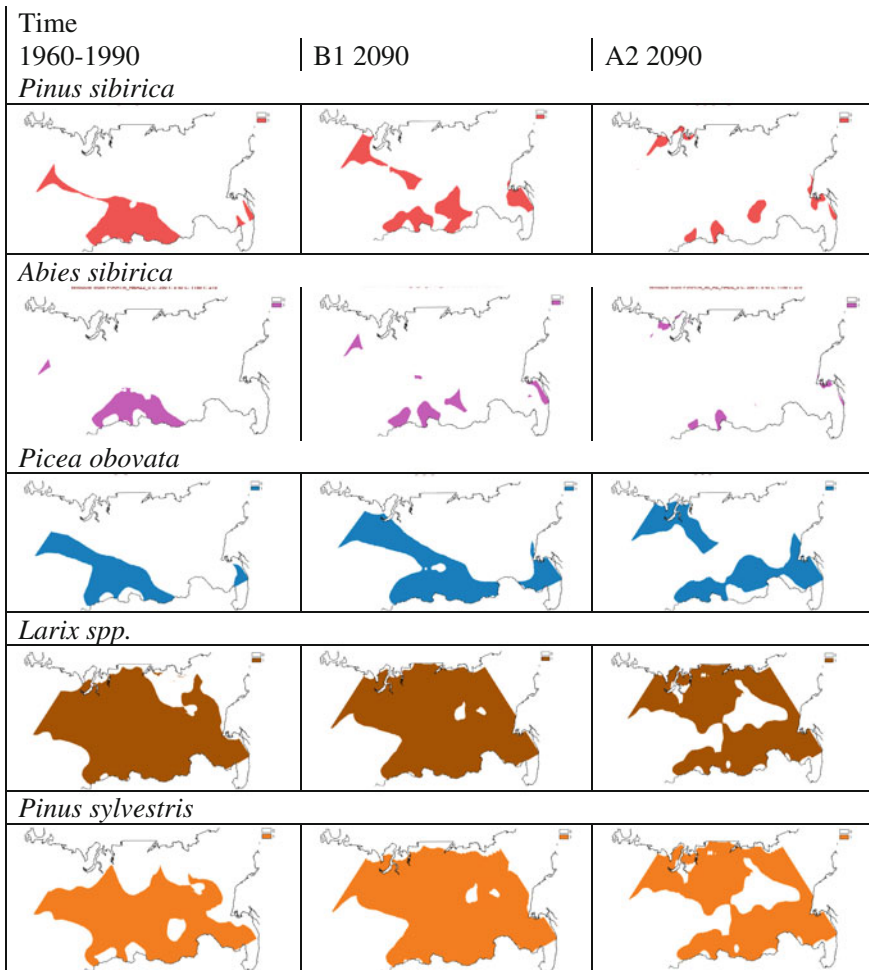 Time
1960-1990 B1 2090 A2 2090
Pinus sibirica
Abies sibirica
Picea obovata
Larix spp.
Pinus sylvestris